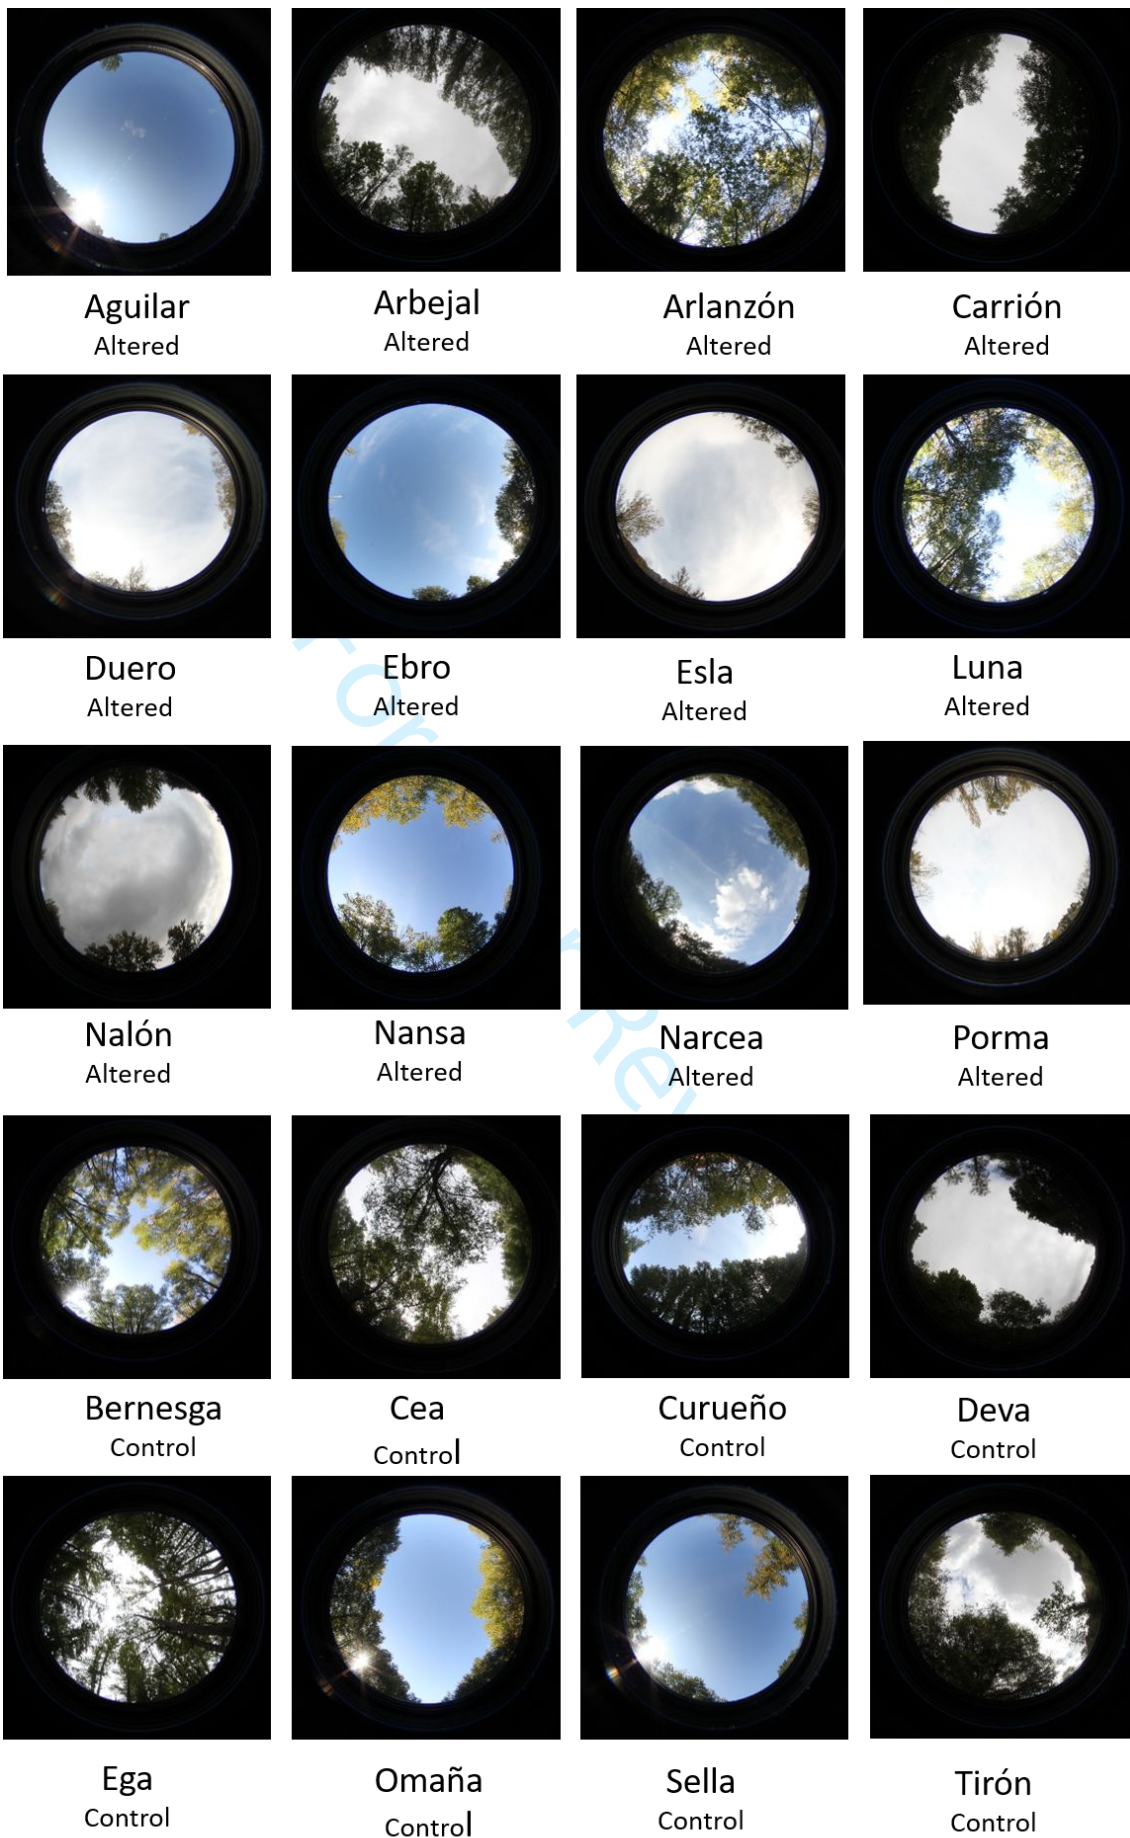 Aguilar Arbejal Arlanzón Carrión
Altered Altered Altered Altered
Duero Ebro Esla Luna
Altered Altered Altered Altered
Nalón Nansa Narcea Porma
Altered Altered Altered Altered
Bernesga Cea Curueño Deva
Control Control Control Control
Ega Omaña Sella Tirón
Control Control Control Control